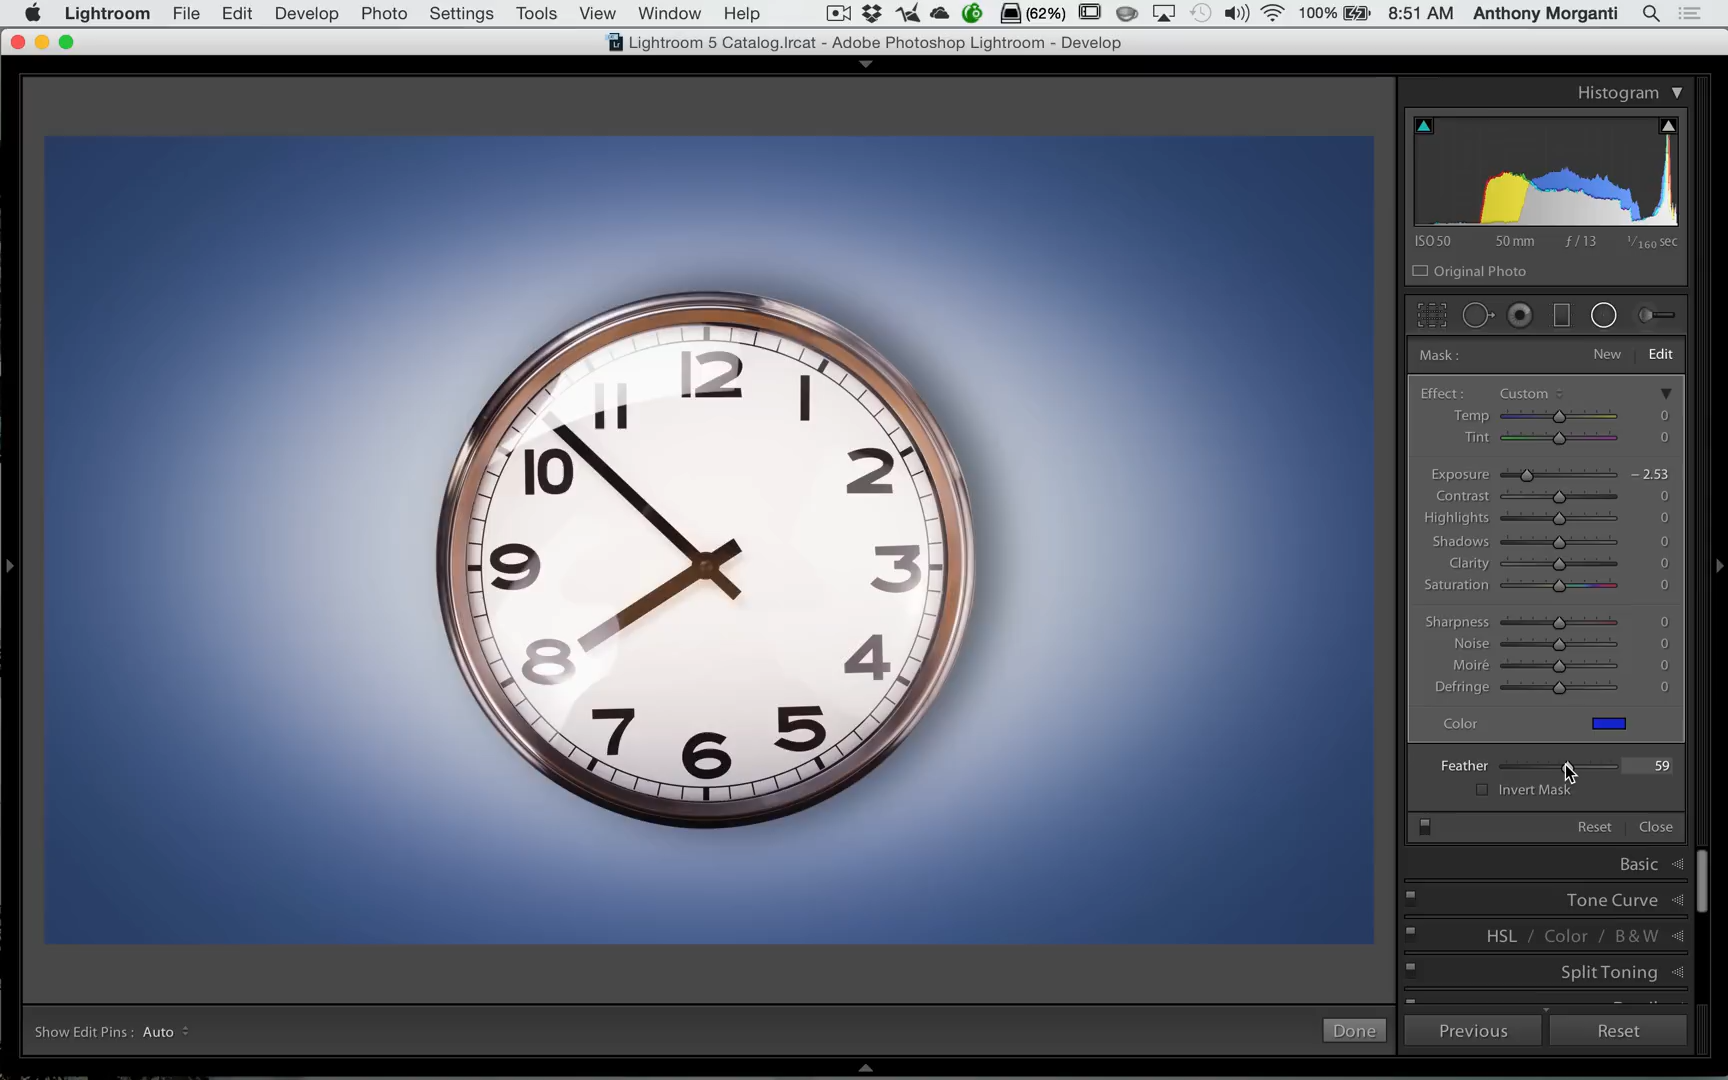 Lightroom File Edit Develop Photo Settings Tools View Window Help (62%) 100% 8:51 AM Anthony Morganti
Lightroom 5 Catalog.lrcat - Adobe Photoshop Lightroom - Develop
Histogram
ISO 50 50 mm ƒ / 13 1/160 sec
Original Photo
Mask : New Edit
Effect : Custom
Temp 0
Tint 0
Exposure – 2.53
Contrast 0
Highlights 0
Shadows 0
Clarity 0
Saturation 0
Sharpness 0
Noise 0
Moiré 0
Defringe 0
Color
Feather 59
Invert Mask
Reset Close
Basic
Tone Curve
HSL / Color / B & W
Split Toning
Previous Reset
12
11 1
10 2
9 3
8 4
7 5
6
Show Edit Pins : Auto Done